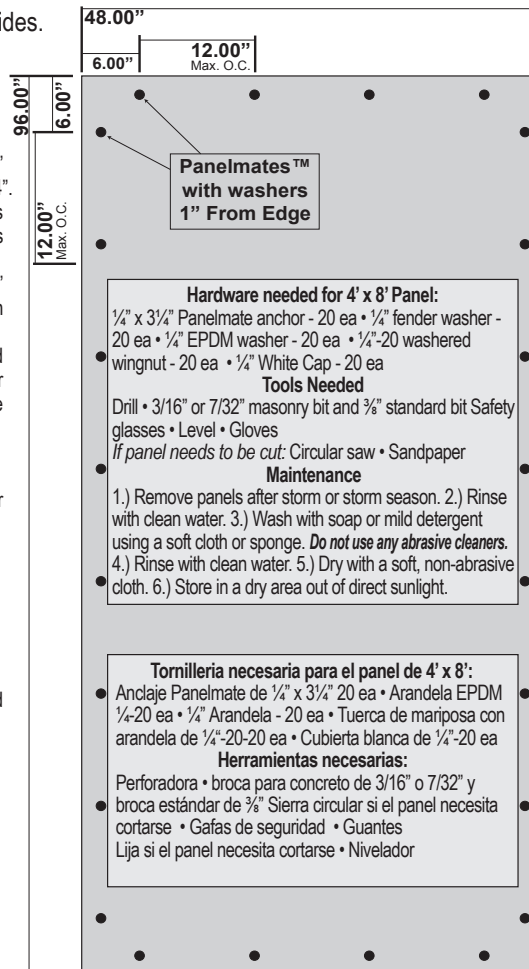 ides.
48.00”
6.00”
12.00”
Max. O.C.
96.00”
6.00”
12.00”
Max. O.C.
Panelmates™
with washers
1” From Edge
Hardware needed for 4’ x 8’ Panel:
¼” x 3¼” Panelmate anchor - 20 ea • ¼” fender washer -
20 ea • ¼” EPDM washer - 20 ea • ¼”-20 washered
wingnut - 20 ea • ¼” White Cap - 20 ea
Tools Needed
Drill • 3/16” or 7/32” masonry bit and ⅜” standard bit Safety
glasses • Level • Gloves
If panel needs to be cut: Circular saw • Sandpaper
Maintenance
1.) Remove panels after storm or storm season. 2.) Rinse
with clean water. 3.) Wash with soap or mild detergent
using a soft cloth or sponge. Do not use any abrasive cleaners.
4.) Rinse with clean water. 5.) Dry with a soft, non-abrasive
cloth. 6.) Store in a dry area out of direct sunlight.
Tornilleria necesaria para el panel de 4’ x 8’:
Anclaje Panelmate de ¼” x 3¼” 20 ea • Arandela EPDM
¼-20 ea • ¼” Arandela - 20 ea • Tuerca de mariposa con
arandela de ¼“-20-20 ea • Cubierta blanca de ¼”-20 ea
Herramientas necesarias:
Perforadora • broca para concreto de 3/16” o 7/32” y
broca estándar de ⅜” Sierra circular si el panel necesita
cortarse • Gafas de seguridad • Guantes
Lija si el panel necesita cortarse • Nivelador